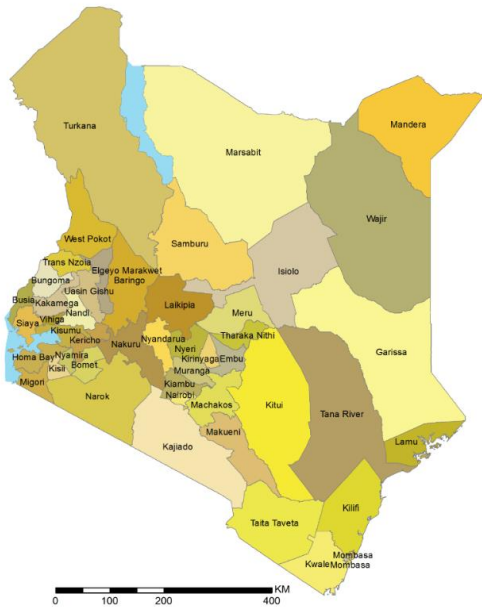 Mandera
Turkana
Marsabit
Wajir
West Pokot
Samburu
Trans Nzoia
Elgeyo Marakwet
Isiolo
Bungoma
Uasin Gishu
Baringo
Busia
Kakamega
Laikipia
Nandi
Meru
Siaya
Vihiga
Kisumu
Tharaka Nithi
Kericho
Nakuru
Nyandarua
Nyeri
Garissa
Homa Bay
Nyamira
Kirinyaga
Embu
Kisii
Bomet
Muranga
Migori
Kiambu
Narok
Nairobi
Machakos
Kitui
Tana River
Makueni
Lamu
Kajiado
Kilifi
Taita Taveta
Mombasa
Kwale
Mombasa
KM
0 50 100 200 400